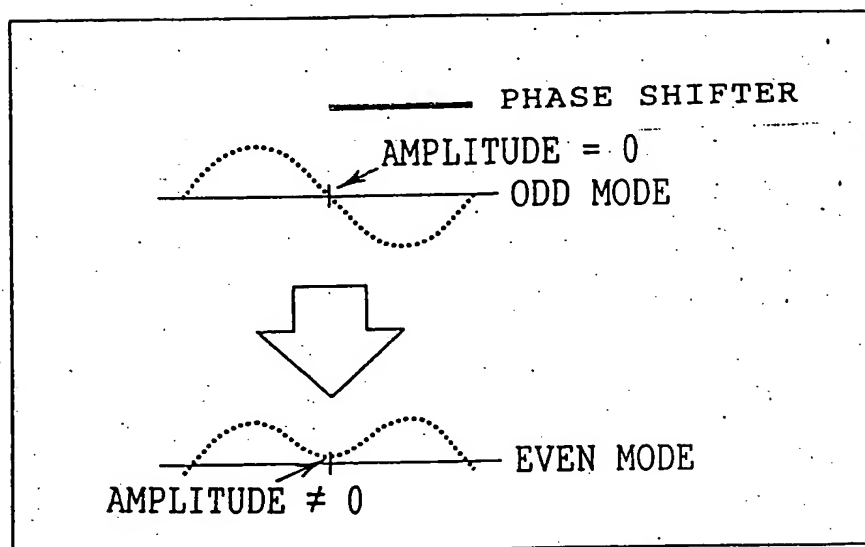 PHASE SHIFTER
AMPLITUDE = 0
ODD MODE
EVEN MODE
AMPLITUDE ≠ 0